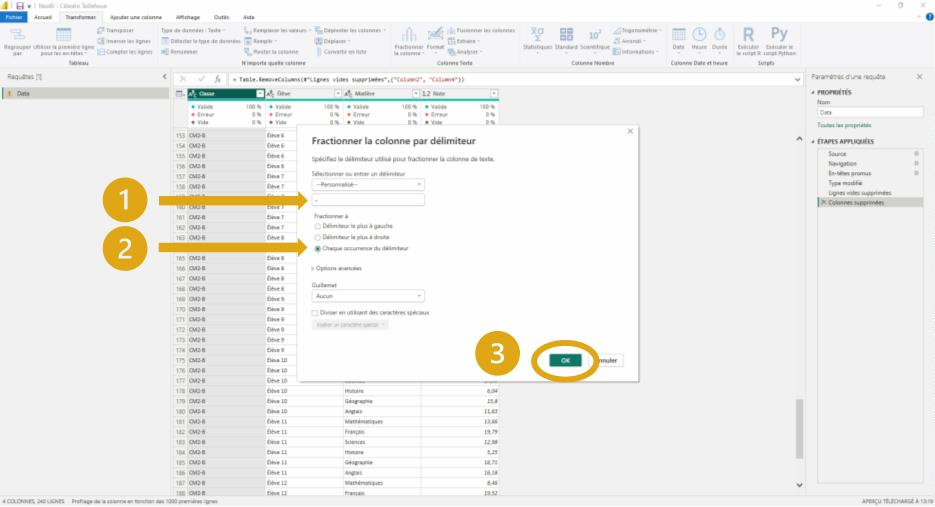 NoelB - Célestin Taillefosse
Fichier Accueil Transformer Ajouter une colonne Affichage Outils Aide
Regrouper par
Utiliser la première ligne pour les en-têtes
Transposer
Inverser les lignes
Compter les lignes
Tableau
Type de données : Texte
Détecter le type de données
Renommer
Remplacer les valeurs
Remplir
Pivoter la colonne
Dépivoter les colonnes
Déplacer
Convertir en liste
N'importe quelle colonne
Fractionner la colonne
Format
Fusionner les colonnes
Extraire
Analyser
Colonne Texte
Statistiques Standard Scientifique
10²
Trigonométrie
Arrondi
Informations
Colonne Nombre
Date Heure Durée
Colonne Date et heure
R Py
Exécuter le script R
Exécuter le script Python
Scripts
Requêtes [1]
Data
fx = Table.RemoveColumns(#"Lignes vides supprimées",{"Column2", "Column4"})
Classe Élève Matière 1.2 Note
Valide 100 % Valide 100 % Valide 100 % Valide 100 %
Erreur 0 % Erreur 0 % Erreur 0 % Erreur 0 %
Vide 0 % Vide 0 % Vide 0 % Vide 0 %
153 CM2-B Élève 6
154 CM2-B Élève 6
155 CM2-B Élève 6
156 CM2-B Élève 6
157 CM2-B Élève 7
158 CM2-B Élève 7
160 CM2-B Élève 7
161 CM2-B Élève 7
162 CM2-B Élève 7
163 CM2-B Élève 8
165 CM2-B Élève 8
166 CM2-B Élève 8
167 CM2-B Élève 8
168 CM2-B Élève 8
169 CM2-B Élève 9
170 CM2-B Élève 9
171 CM2-B Élève 9
172 CM2-B Élève 9
173 CM2-B Élève 9
174 CM2-B Élève 9
175 CM2-B Élève 10
176 CM2-B Élève 10
177 CM2-B Élève 10
178 CM2-B Élève 10 Histoire 6,04
179 CM2-B Élève 10 Géographie 15,8
180 CM2-B Élève 10 Anglais 11,83
181 CM2-B Élève 11 Mathématiques 13,66
182 CM2-B Élève 11 Français 19,79
183 CM2-B Élève 11 Sciences 12,98
184 CM2-B Élève 11 Histoire 5,25
185 CM2-B Élève 11 Géographie 16,71
186 CM2-B Élève 11 Anglais 16,18
187 CM2-B Élève 12 Mathématiques 8,46
188 CM2-B Élève 12 Français 19,52
Fractionner la colonne par délimiteur
Spécifiez le délimiteur utilisé pour fractionner la colonne de texte.
Sélectionner ou entrer un délimiteur
--Personnalisé--
-
Fractionner à
Délimiteur le plus à gauche
Délimiteur le plus à droite
Chaque occurrence du délimiteur
Options avancées
Guillemet
Aucun
Diviser en utilisant des caractères spéciaux
Insérer un caractère spécial
OK
nnuler
1
2
3
Paramètres d'une requête
PROPRIÉTÉS
Nom
Data
Toutes les propriétés
ÉTAPES APPLIQUÉES
Source
Navigation
En-têtes promus
Type modifié
Lignes vides supprimées
Colonnes supprimées
4 COLONNES, 240 LIGNES Profilage de la colonne en fonction des 1000 premières lignes
APERÇU TÉLÉCHARGÉ À 13:19